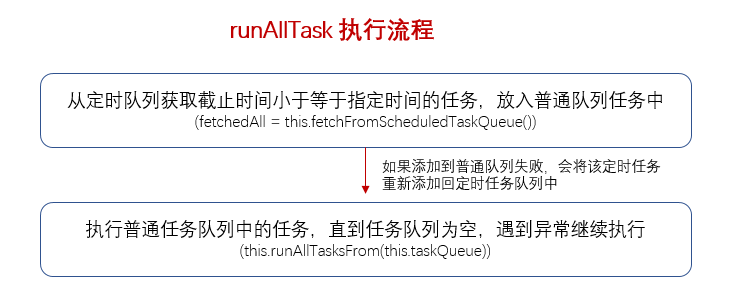 runAllTask 执行流程
从定时队列获取截止时间小于等于指定时间的任务，放入普通队列任务中
(fetchedAll = this.fetchFromScheduledTaskQueue())
如果添加到普通队列失败，会将该定时任务
重新添加回定时任务队列中
执行普通任务队列中的任务，直到任务队列为空，遇到异常继续执行
(this.runAllTasksFrom(this.taskQueue))